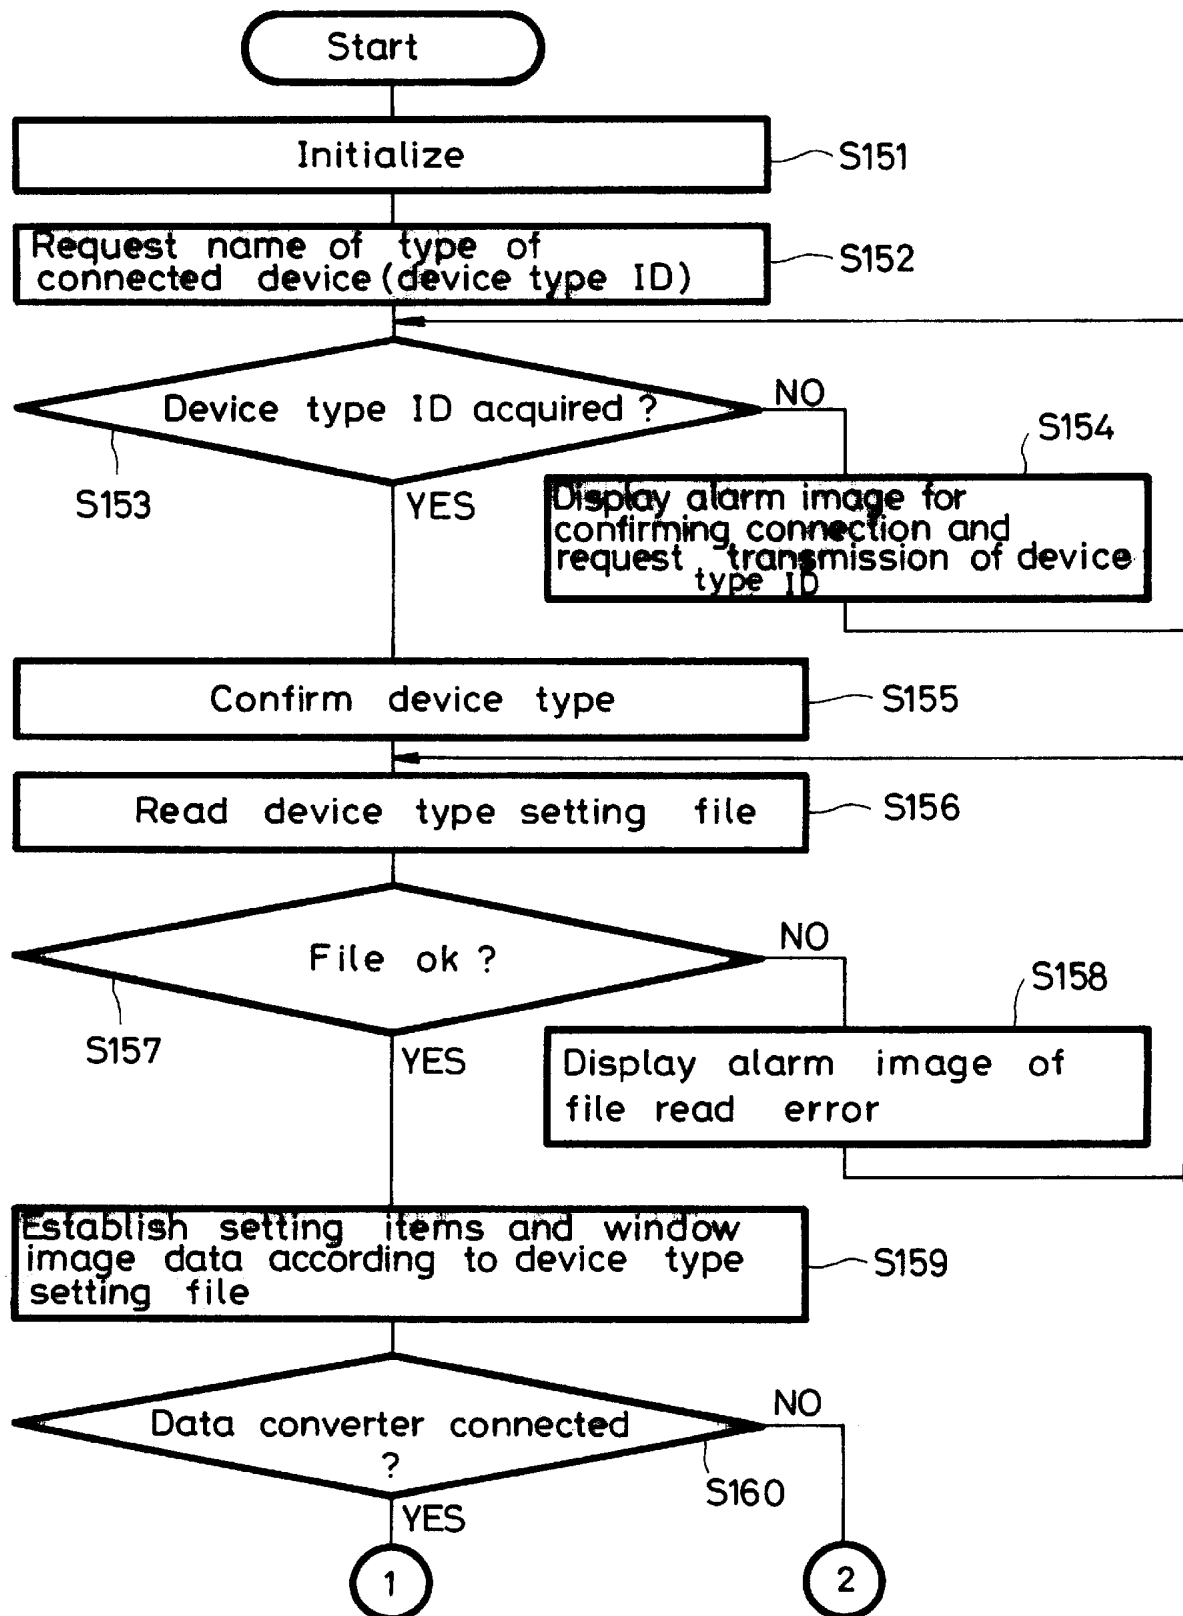 Start
Initialize
S151
Request name of type of
connected device (device type ID)
S152
Device type ID acquired ?
NO
S153
YES
S154
Display alarm image for
confirming connection and
request transmission of device
type ID
Confirm device type
S155
Read device type setting file
S156
File ok ?
NO
S157
YES
S158
Display alarm image of
file read error
Establish setting items and window
image data according to device type
setting file
S159
Data converter connected
?
NO
S160
YES
1
2